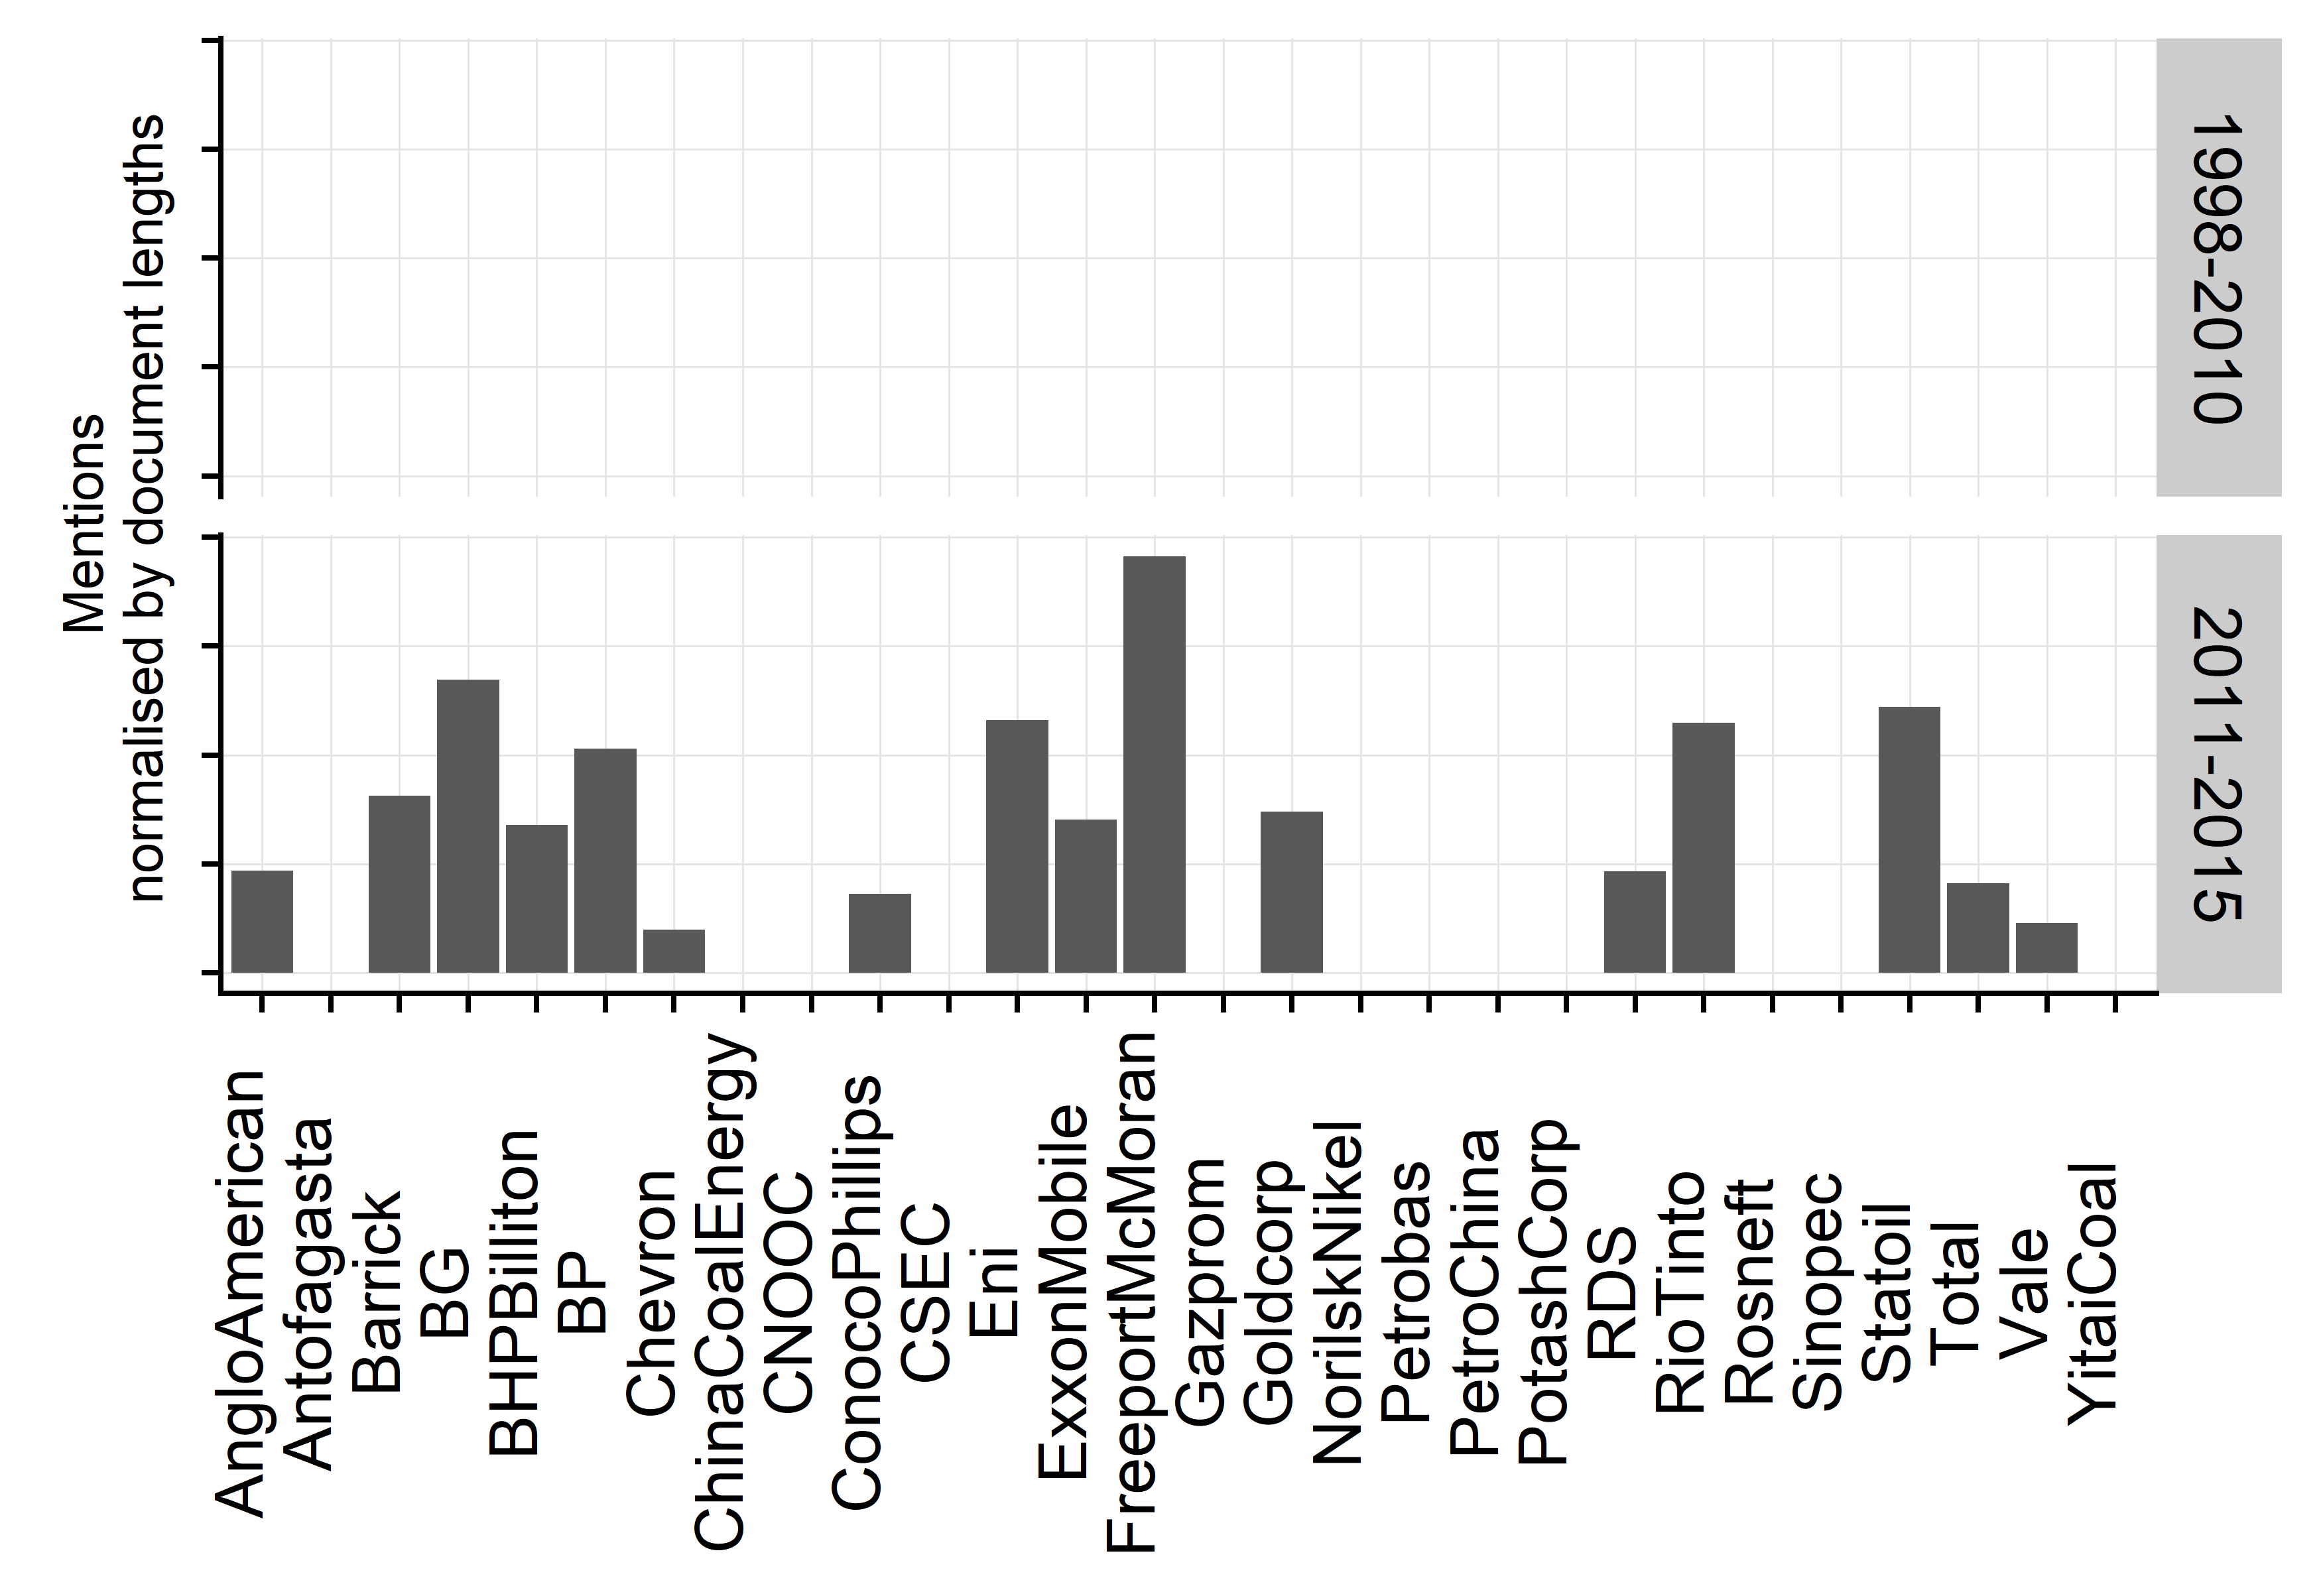 Mentions
normalised by document lengths
1998-2010
2011-2015
AngloAmerican
Antofagasta
Barrick
BG
BHPBilliton
BP
Chevron
ChinaCoalEnergy
CNOOC
ConocoPhillips
CSEC
Eni
ExxonMobile
FreeportMcMoran
Gazprom
Goldcorp
NorilskNikel
Petrobas
PetroChina
PotashCorp
RDS
RioTinto
Rosneft
Sinopec
Statoil
Total
Vale
YitaiCoal